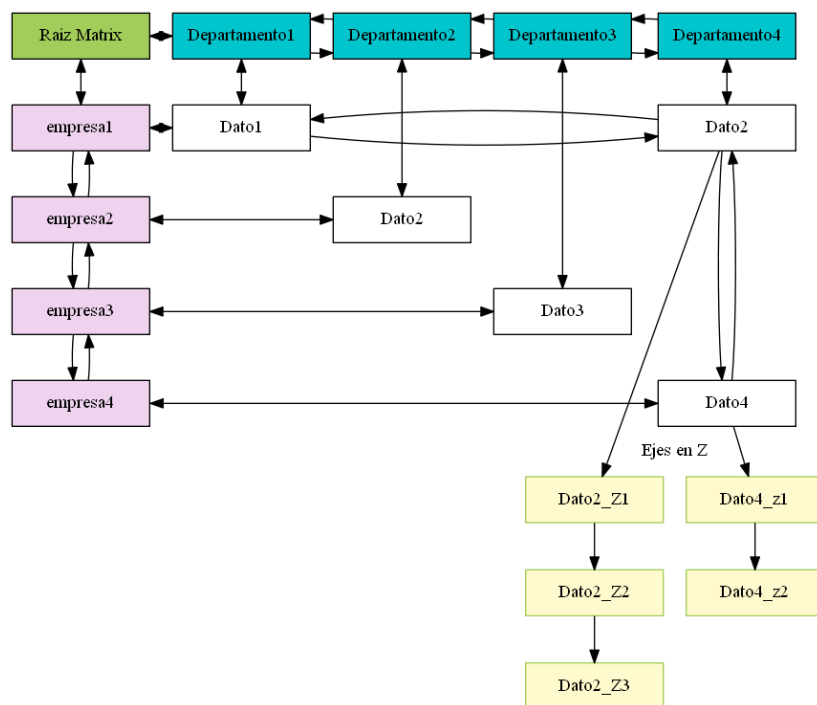 Raiz Matrix
Departamento1
Departamento2
Departamento3
Departamento4
empresa1
Dato1
Dato2
empresa2
Dato2
empresa3
Dato3
empresa4
Dato4
Ejes en Z
Dato2_Z1
Dato4_z1
Dato2_Z2
Dato4_z2
Dato2_Z3